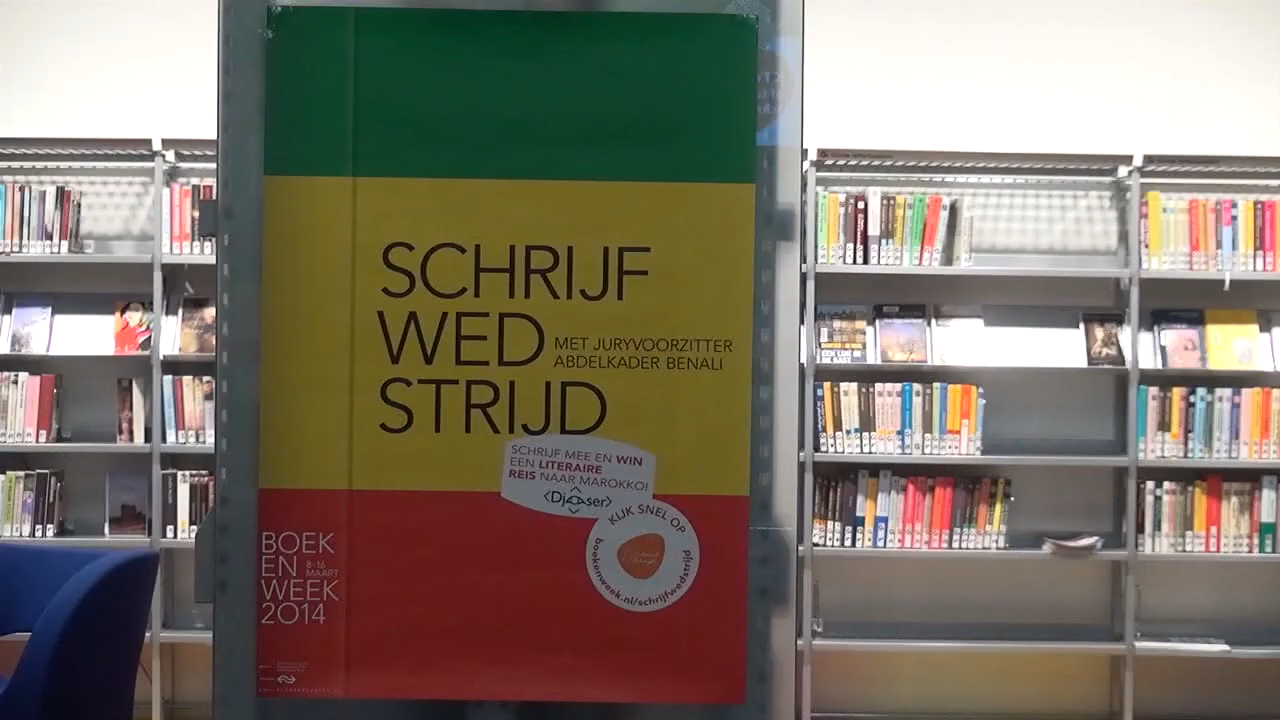 SCHRIJF
WED
STRIJD
MET JURYVOORZITTER
ABDELKADER BENALI
SCHRIJF MEE EN WIN
EEN LITERAIRE
REIS NAAR MAROKKO!
Djoser
KIJK SNEL OP
boekenweek.nl/schrijfwedstrijd
BOEK
EN
WEEK
2014
8-16
MAART